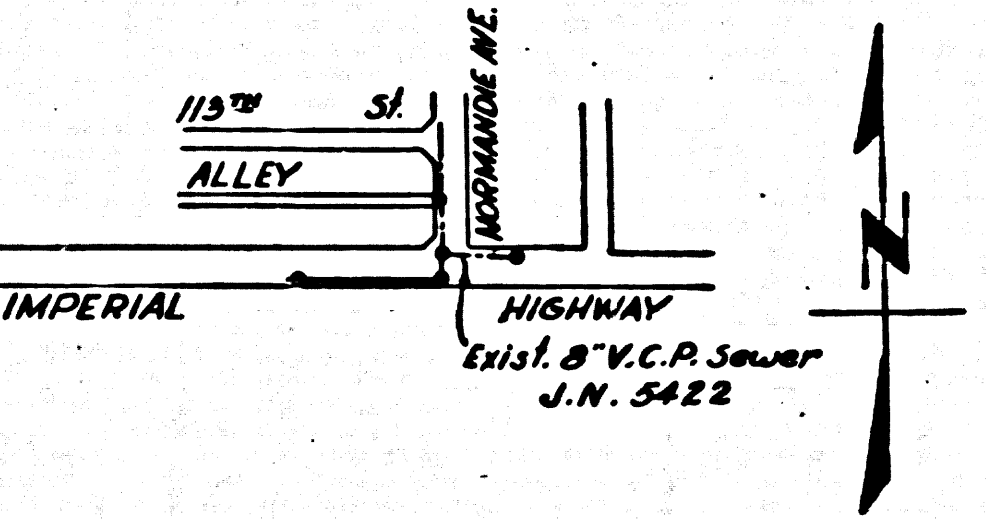 NORMANDIE AVE.
113TH St.
ALLEY
N
IMPERIAL HIGHWAY
Exist. 8" V.C.P. Sewer
J.N. 5422